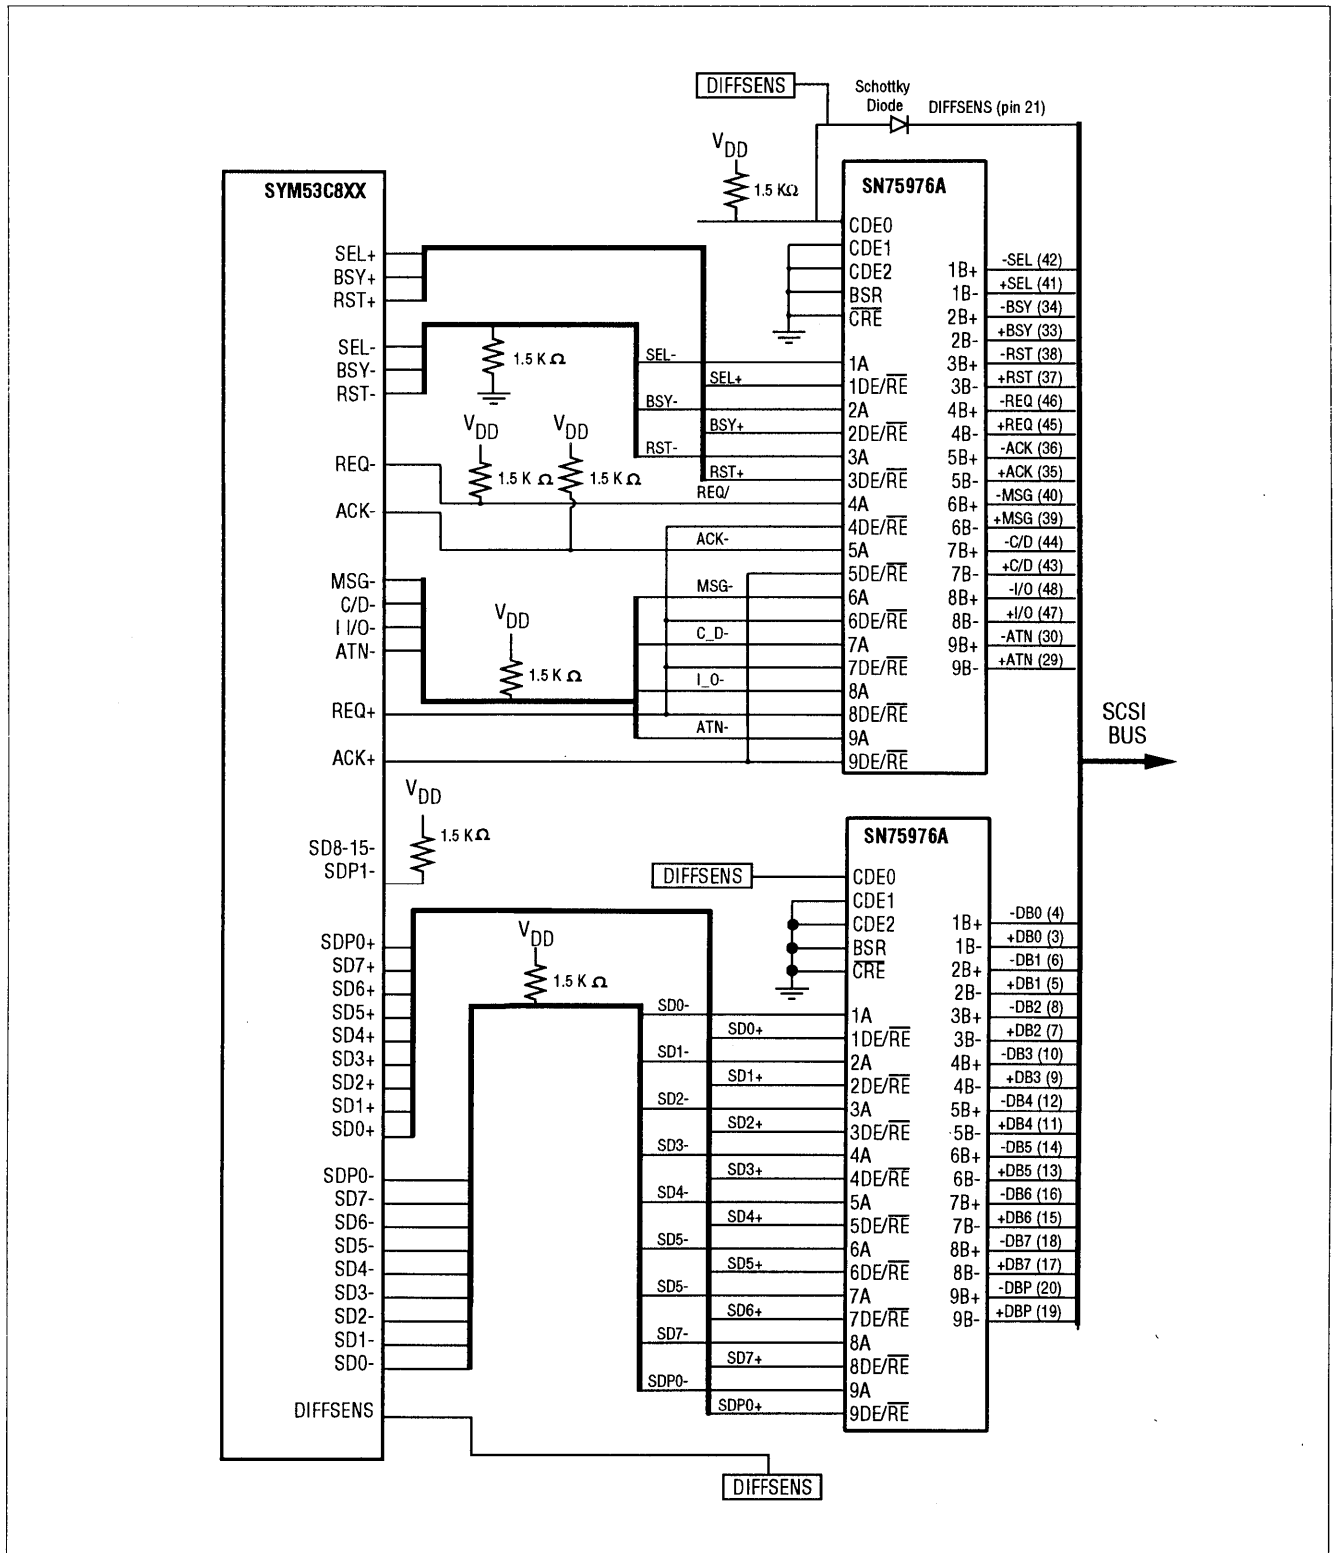 DIFFSENS
Schottky
Diode
DIFFSENS (pin 21)
VDD
1.5 KΩ
SYM53C8XX
SEL+
BSY+
RST+
SEL-
BSY-
RST-
REQ-
ACK-
MSG-
C/D-
I I/O-
ATN-
REQ+
ACK+
SD8-15-
SDP1-
SDP0+
SD7+
SD6+
SD5+
SD4+
SD3+
SD2+
SD1+
SD0+
SDP0-
SD7-
SD6-
SD5-
SD4-
SD3-
SD2-
SD1-
SD0-
DIFFSENS
1.5 K Ω
VDD
VDD
1.5 K Ω
1.5 K Ω
VDD
1.5 K Ω
VDD
1.5 K Ω
VDD
1.5 K Ω
SEL-
SEL+
BSY-
BSY+
RST-
RST+
REQ/
ACK-
MSG-
C_D-
I_O-
ATN-
SN75976A
CDE0
CDE1
CDE2
BSR
CRE
1A
1DE/RE
2A
2DE/RE
3A
3DE/RE
4A
4DE/RE
5A
5DE/RE
6A
6DE/RE
7A
7DE/RE
8A
8DE/RE
9A
9DE/RE
1B+ -SEL (42)
1B- +SEL (41)
2B+ -BSY (34)
2B- +BSY (33)
3B+ -RST (38)
3B- +RST (37)
4B+ -REQ (46)
4B- +REQ (45)
5B+ -ACK (36)
5B- +ACK (35)
6B+ -MSG (40)
6B- +MSG (39)
7B+ -C/D (44)
7B- +C/D (43)
8B+ -I/O (48)
8B- +I/O (47)
9B+ -ATN (30)
9B- +ATN (29)
SCSI
BUS
DIFFSENS
SD0-
SD0+
SD1-
SD1+
SD2-
SD2+
SD3-
SD3+
SD4-
SD4+
SD5-
SD5+
SD5-
SD6+
SD7-
SD7+
SDP0-
SDP0+
SN75976A
CDE0
CDE1
CDE2
BSR
CRE
1A
1DE/RE
2A
2DE/RE
3A
3DE/RE
4A
4DE/RE
5A
5DE/RE
6A
6DE/RE
7A
7DE/RE
8A
8DE/RE
9A
9DE/RE
1B+ -DB0 (4)
1B- +DB0 (3)
2B+ -DB1 (6)
2B- +DB1 (5)
3B+ -DB2 (8)
3B- +DB2 (7)
4B+ -DB3 (10)
4B- +DB3 (9)
5B+ -DB4 (12)
5B- +DB4 (11)
6B+ -DB5 (14)
6B- +DB5 (13)
7B+ -DB6 (16)
7B- +DB6 (15)
8B+ -DB7 (18)
8B- +DB7 (17)
9B+ -DBP (20)
9B- +DBP (19)
DIFFSENS